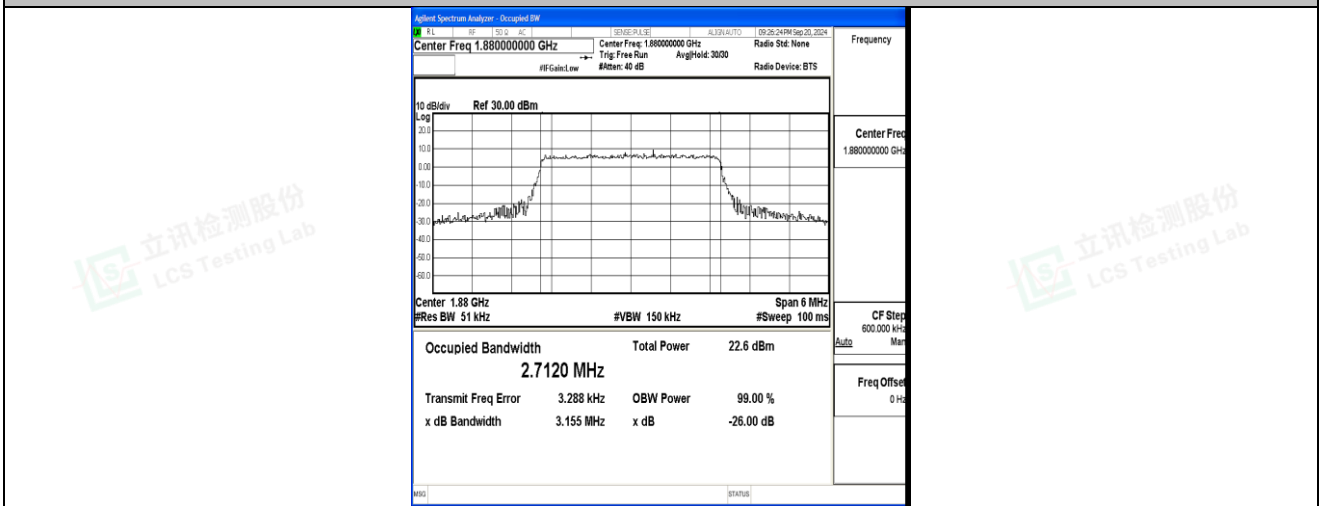 Agilent Spectrum Analyzer - Occupied BW
RL RF 50 Ω AC SENSE:PULSE ALIGN AUTO 09:26:24 PM Sep 20, 2024
Center Freq 1.880000000 GHz
Center Freq: 1.880000000 GHz Radio Std: None
Trig: Free Run Avg|Hold: 30/30
#IFGain:Low #Atten: 40 dB Radio Device: BTS
Frequency
10 dB/div Ref 30.00 dBm
Log
20.0
10.0
0.00
-10.0
-20.0
-30.0
-40.0
-50.0
-60.0
Center Freq
1.880000000 GHz
Center 1.88 GHz Span 6 MHz
#Res BW 51 kHz #VBW 150 kHz #Sweep 100 ms
CF Step
600.000 kHz
Auto Man
Occupied Bandwidth Total Power 22.6 dBm
2.7120 MHz
Transmit Freq Error 3.288 kHz OBW Power 99.00 %
x dB Bandwidth 3.155 MHz x dB -26.00 dB
Freq Offset
0 Hz
MSG STATUS
立讯检测股份
LCS Testing Lab
立讯检测股份
LCS Testing Lab